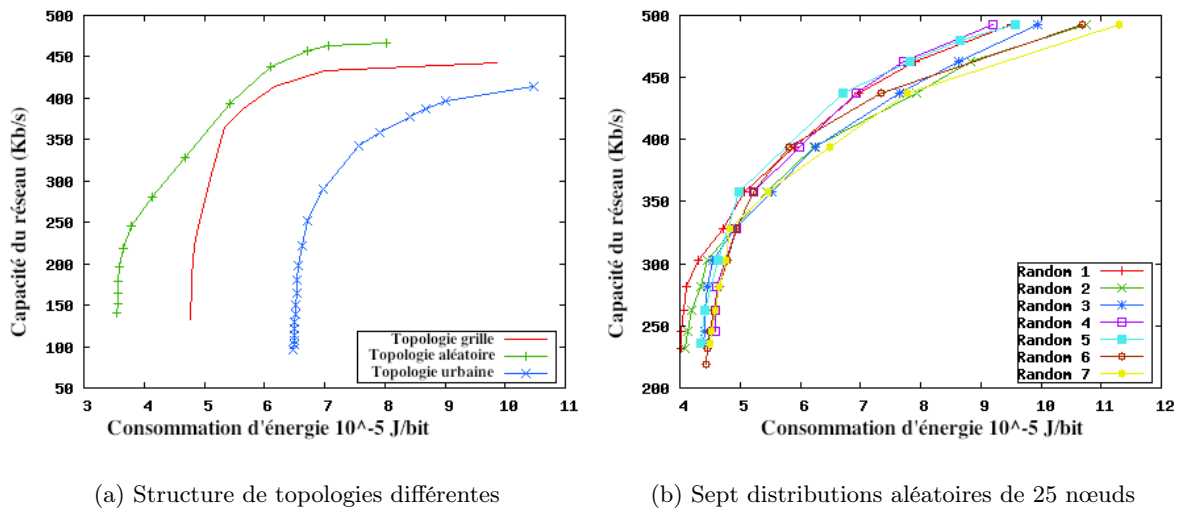 500
450
400
350
300
250
200
150
100
50
Capacité du réseau (Kb/s)
Topologie grille
Topologie aléatoire
Topologie urbaine
3 4 5 6 7 8 9 10 11
Consommation d'énergie 10^-5 J/bit
(a) Structure de topologies différentes
500
450
400
350
300
250
200
Capacité du réseau (Kb/s)
Random 1
Random 2
Random 3
Random 4
Random 5
Random 6
Random 7
4 5 6 7 8 9 10 11 12
Consommation d'énergie 10^-5 J/bit
(b) Sept distributions aléatoires de 25 nœuds